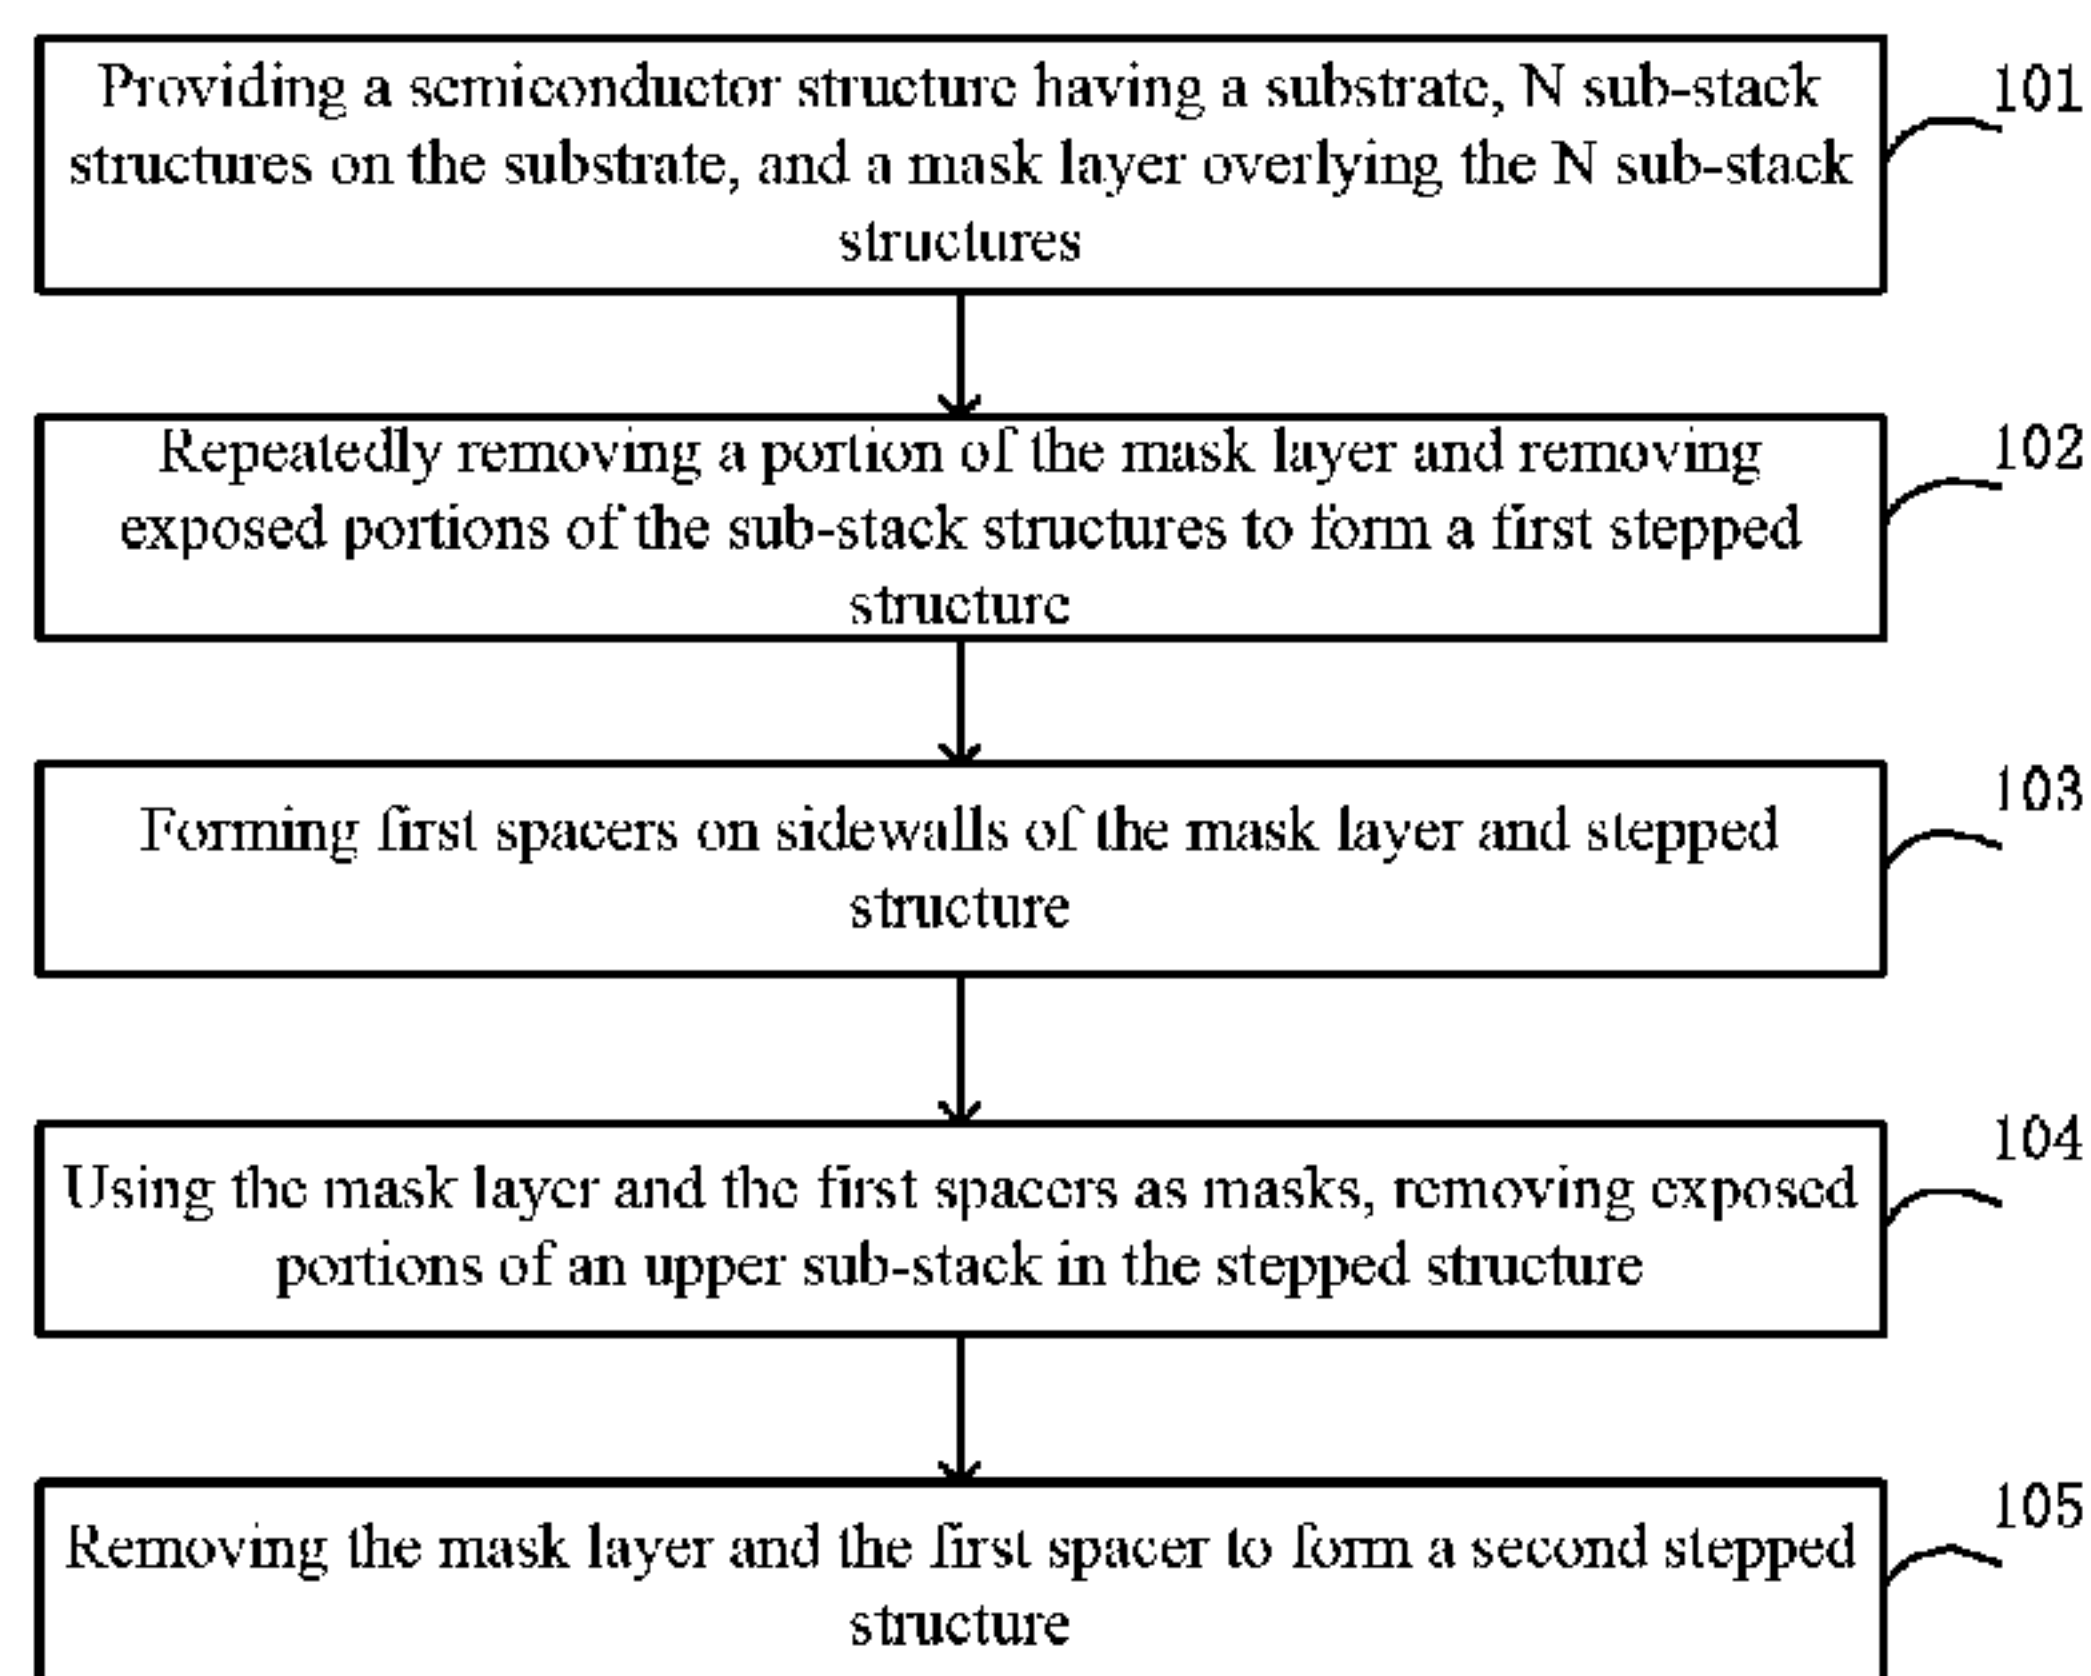 Providing a semiconductor structure having a substrate, N sub-stack
structures on the substrate, and a mask layer overlying the N sub-stack
structures
101
Repeatedly removing a portion of the mask layer and removing
exposed portions of the sub-stack structures to form a first stepped
structure
102
Forming first spacers on sidewalls of the mask layer and stepped
structure
103
Using the mask layer and the first spacers as masks, removing exposed
portions of an upper sub-stack in the stepped structure
104
Removing the mask layer and the first spacer to form a second stepped
structure
105